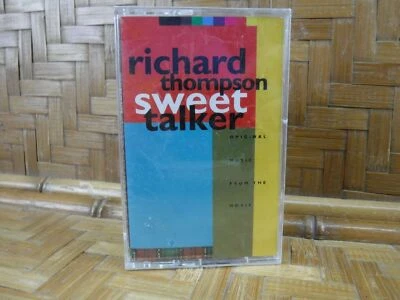 richard
thompson
sweet
talker
ORIGINAL
MUSIC
FROM THE
MOVIE